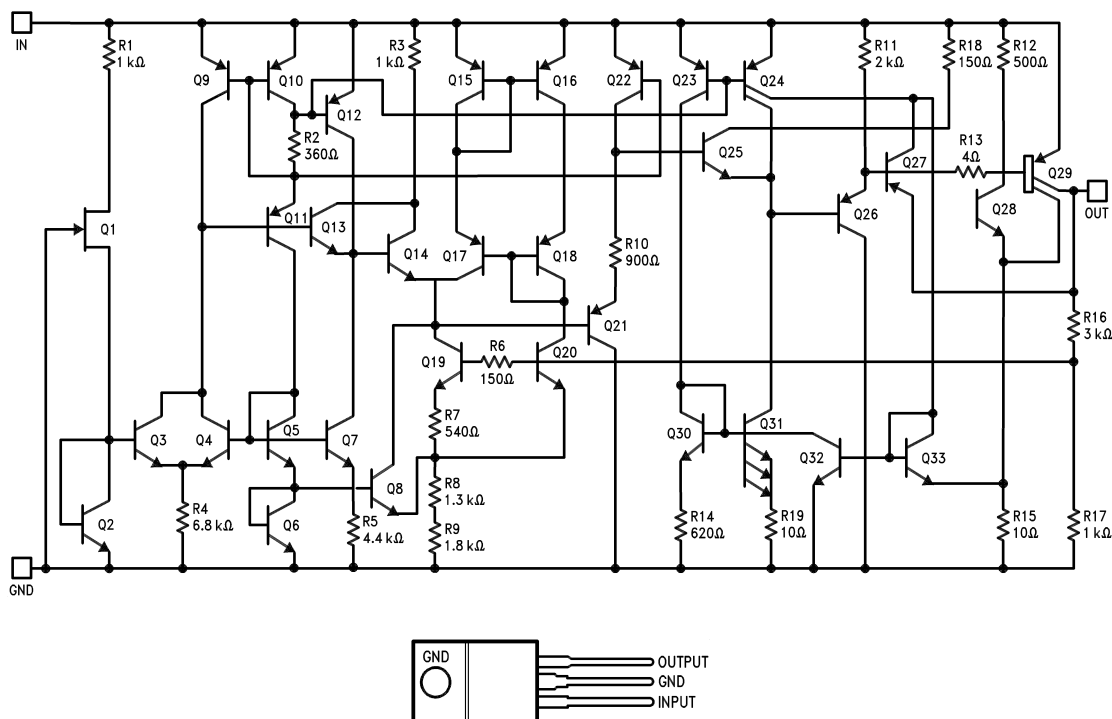 IN
R1
1 kΩ
Q9
Q10
Q12
R3
1 kΩ
Q15
Q16
Q22
Q23
Q24
R11
2 kΩ
R18
150Ω
R12
500Ω
R2
360Ω
Q25
Q27
R13
4Ω
Q29
OUT
Q1
Q11
Q13
Q14
Q17
Q18
R10
900Ω
Q26
Q28
Q21
R16
3 kΩ
Q19
R6
150Ω
Q20
R7
540Ω
Q3
Q4
Q5
Q7
Q8
Q30
Q31
Q32
Q33
R8
1.3 kΩ
Q2
R4
6.8 kΩ
Q6
R5
4.4 kΩ
R9
1.8 kΩ
R14
620Ω
R19
10Ω
R15
10Ω
R17
1 kΩ
GND
GND
OUTPUT
GND
INPUT